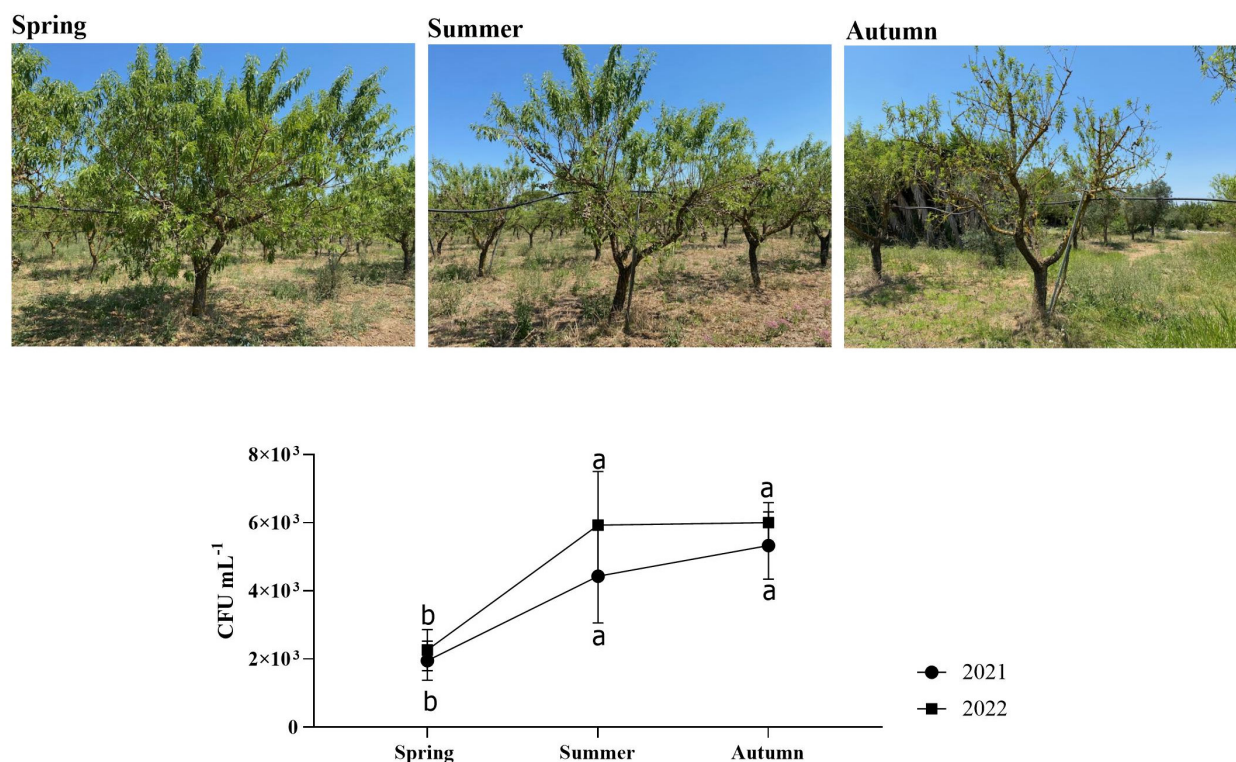 Spring
Summer
Autumn
8×10³
a
a
6×10³
CFU mL⁻¹
4×10³
b
a
a
2×10³
2021
b
2022
0
Spring
Summer
Autumn